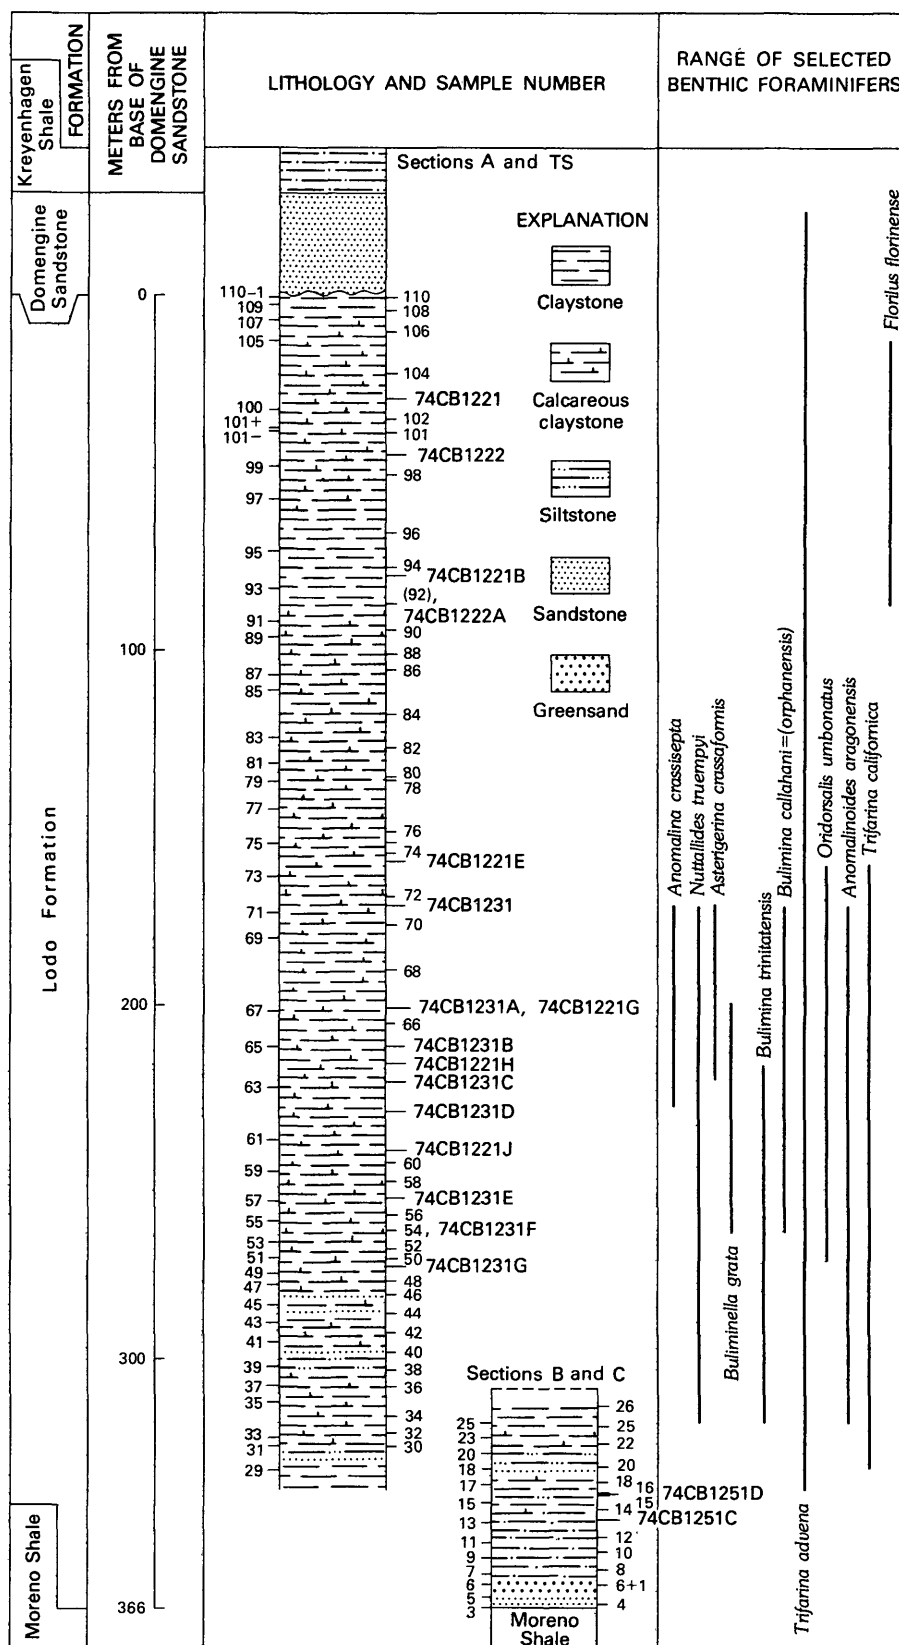 Kreyenhagen
Shale
FORMATION
METERS FROM
BASE OF
DOMENGINE
SANDSTONE
LITHOLOGY AND SAMPLE NUMBER
RANGE OF SELECTED
BENTHIC FORAMINIFERS
Sections A and TS
EXPLANATION
Claystone
Calcareous
claystone
Siltstone
Sandstone
Greensand
Domengine
Sandstone
Lodo Formation
Moreno Shale
0
100
200
300
366
110-1
109
107
105
100
101+
101-
99
97
95
93
91
89
87
85
83
81
79
77
75
73
71
69
67
65
63
61
59
57
55
53
51
49
47
45
43
41
39
37
35
33
31
29
110
108
106
104
74CB1221
102
101
74CB1222
98
96
94
74CB1221B
(92),
74CB1222A
90
88
86
84
82
80
78
76
74
74CB1221E
72
74CB1231
70
68
74CB1231A, 74CB1221G
66
74CB1231B
74CB1221H
74CB1231C
74CB1231D
74CB1221J
60
58
74CB1231E
56
54, 74CB1231F
52
50
74CB1231G
48
46
44
42
40
38
36
34
32
30
Sections B and C
25
23
20
18
17
15
13
11
9
7
6
5
3
26
25
22
20
18
16
74CB1251D
15
14
74CB1251C
12
10
8
6+1
4
Moreno
Shale
Anomalina crassisepta
Nuttallides truempyi
Asterigerina crassaformis
Buliminella grata
Bulimina trinitatensis
Bulimina callahani=(orphanensis)
Trifarina advena
Oridorsalis umbonatus
Anomalinoides aragonensis
Trifarina californica
Florilus florinense